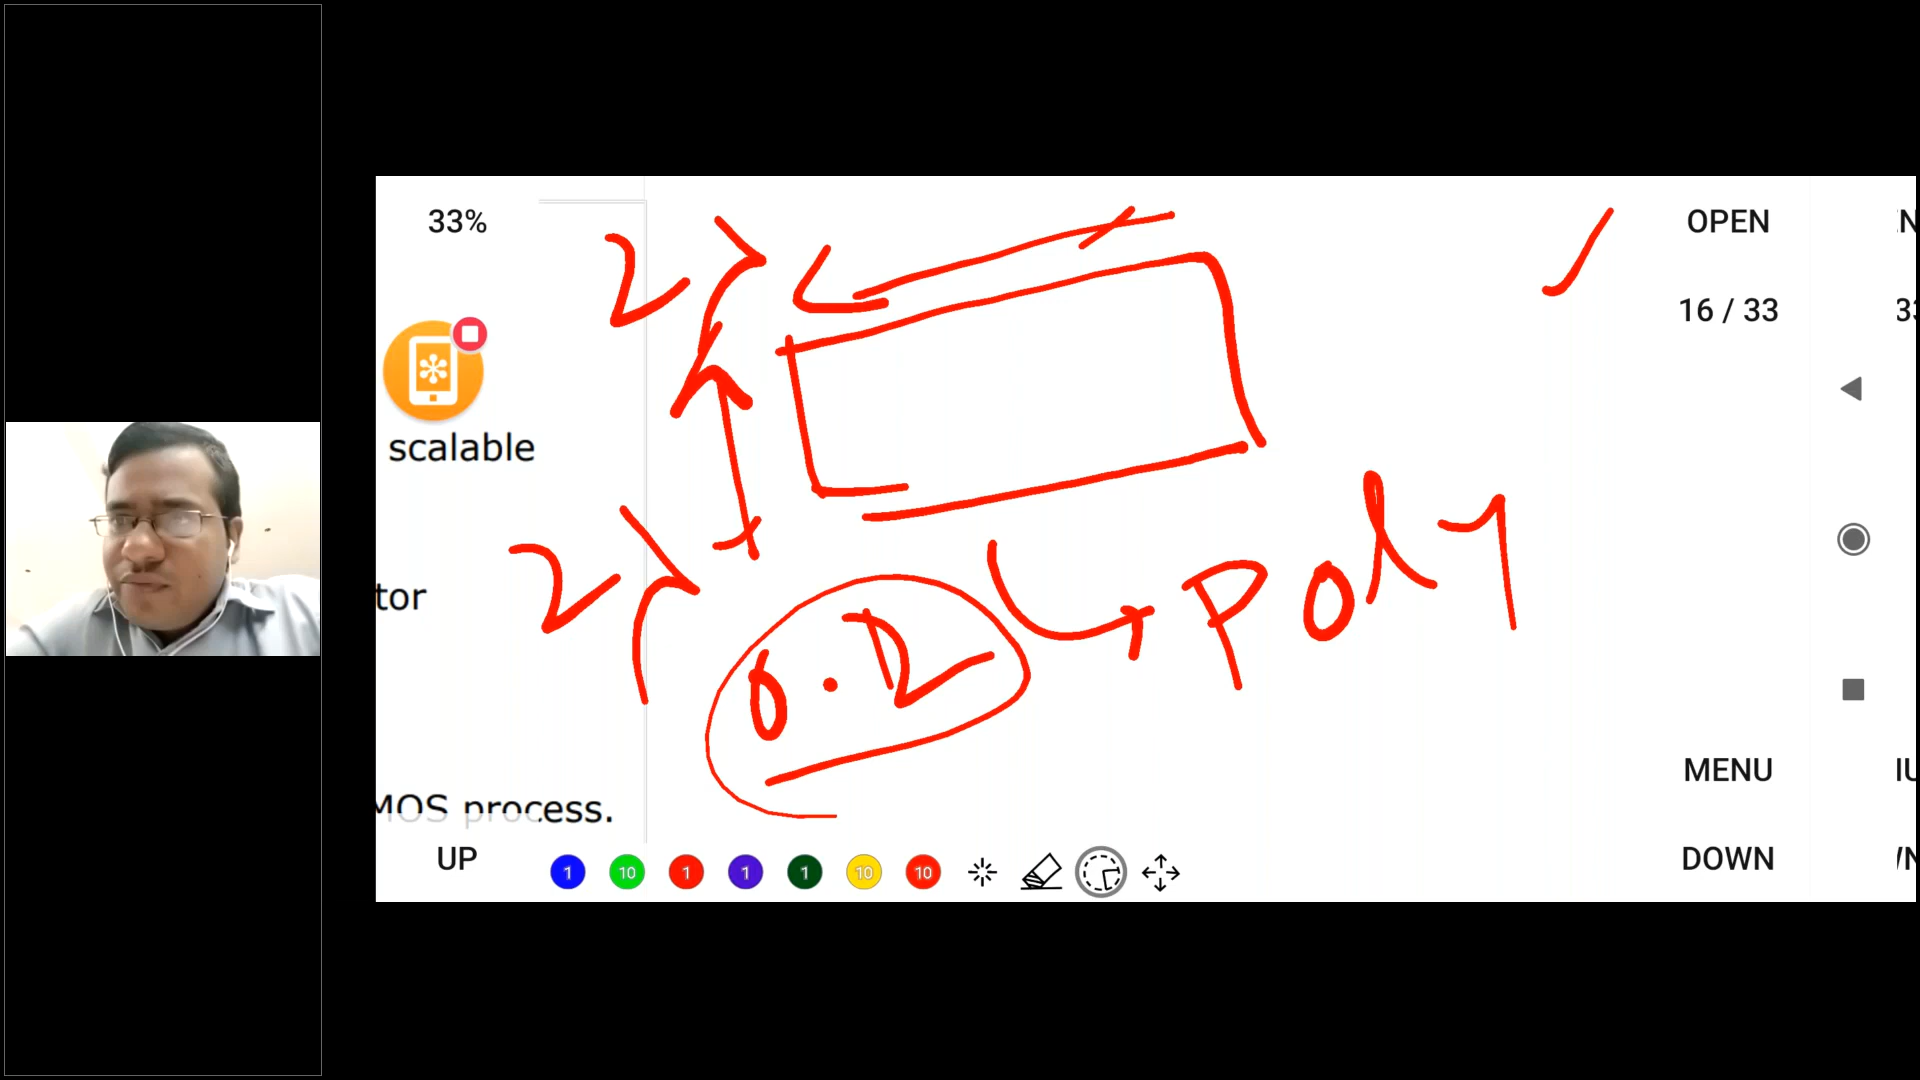 33%
OPEN
16 / 33
2λ
scalable
2λ
Poly
tor
0.2
MOS process.
MENU
UP
DOWN
1
10
1
1
1
10
10